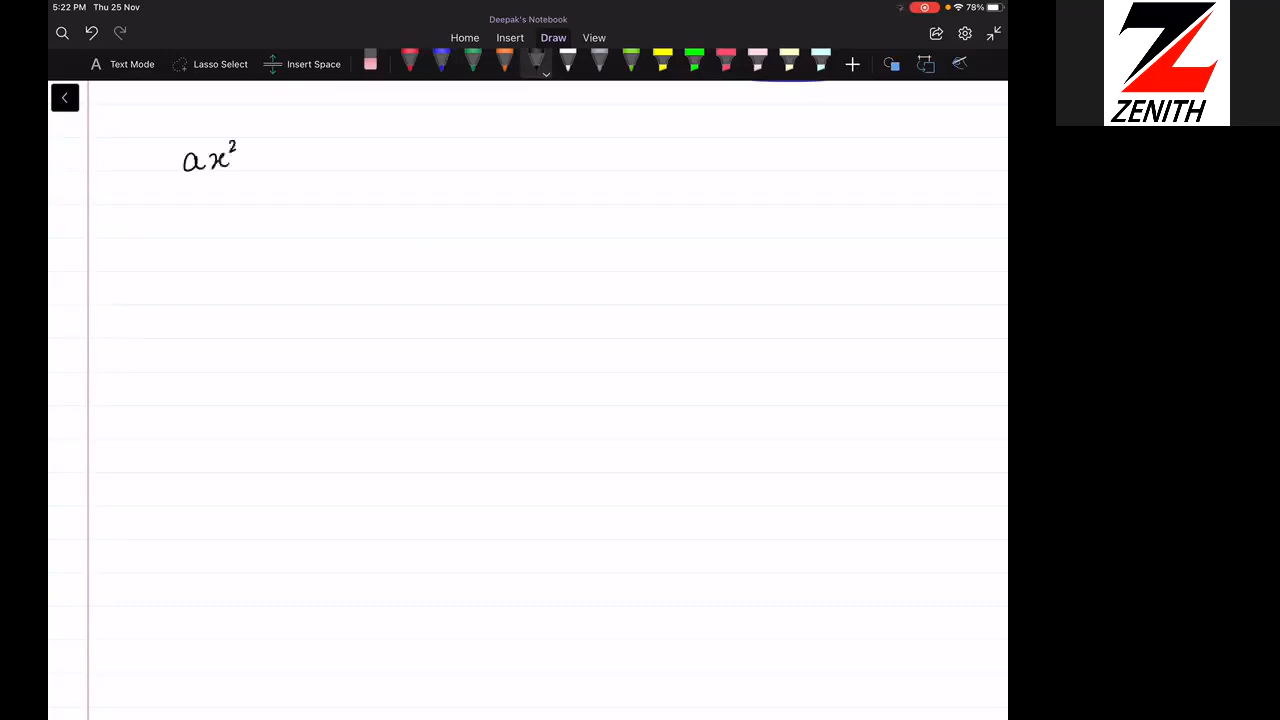 5:22 PM Thu 25 Nov 78%
Deepak's Notebook
Home Insert Draw View
A Text Mode Lasso Select Insert Space
ax²
ZENITH